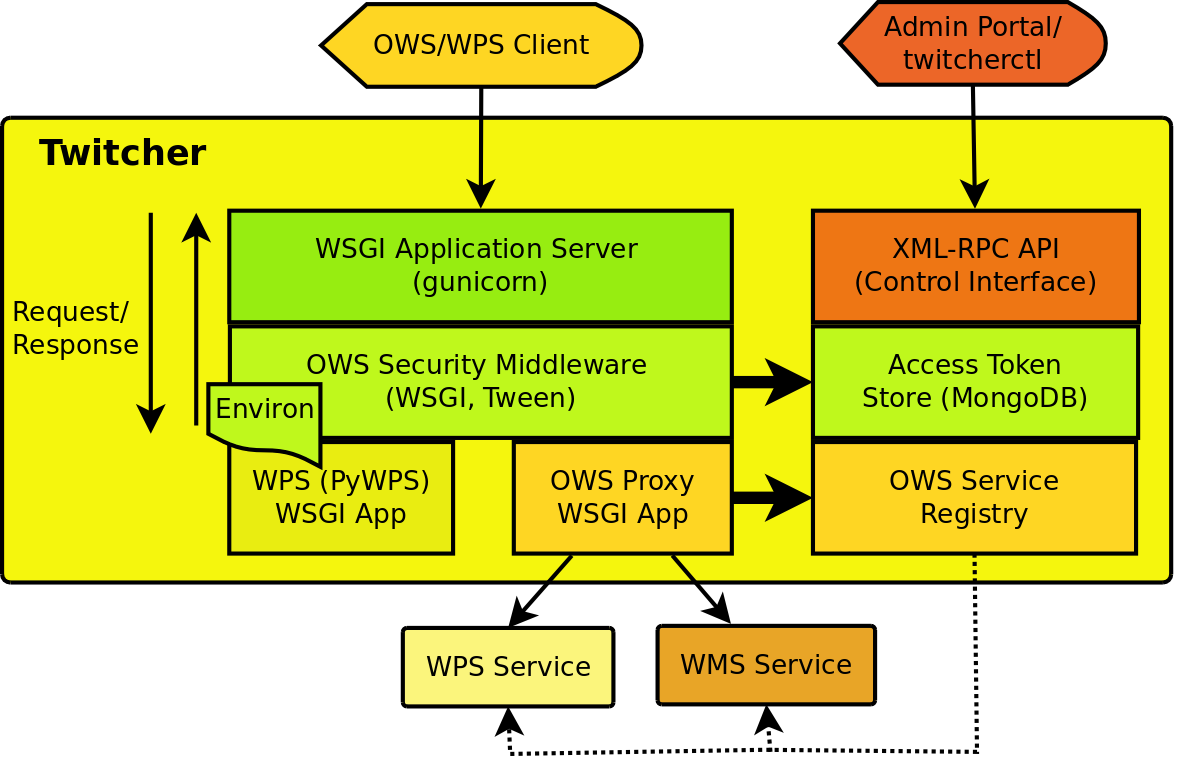 OWS/WPS Client
Admin Portal/
twitcherctl
Twitcher
Request/
Response
WSGI Application Server
(gunicorn)
XML-RPC API
(Control Interface)
OWS Security Middleware
(WSGI, Tween)
Access Token
Store (MongoDB)
Environ
WPS (PyWPS)
WSGI App
OWS Proxy
WSGI App
OWS Service
Registry
WPS Service
WMS Service